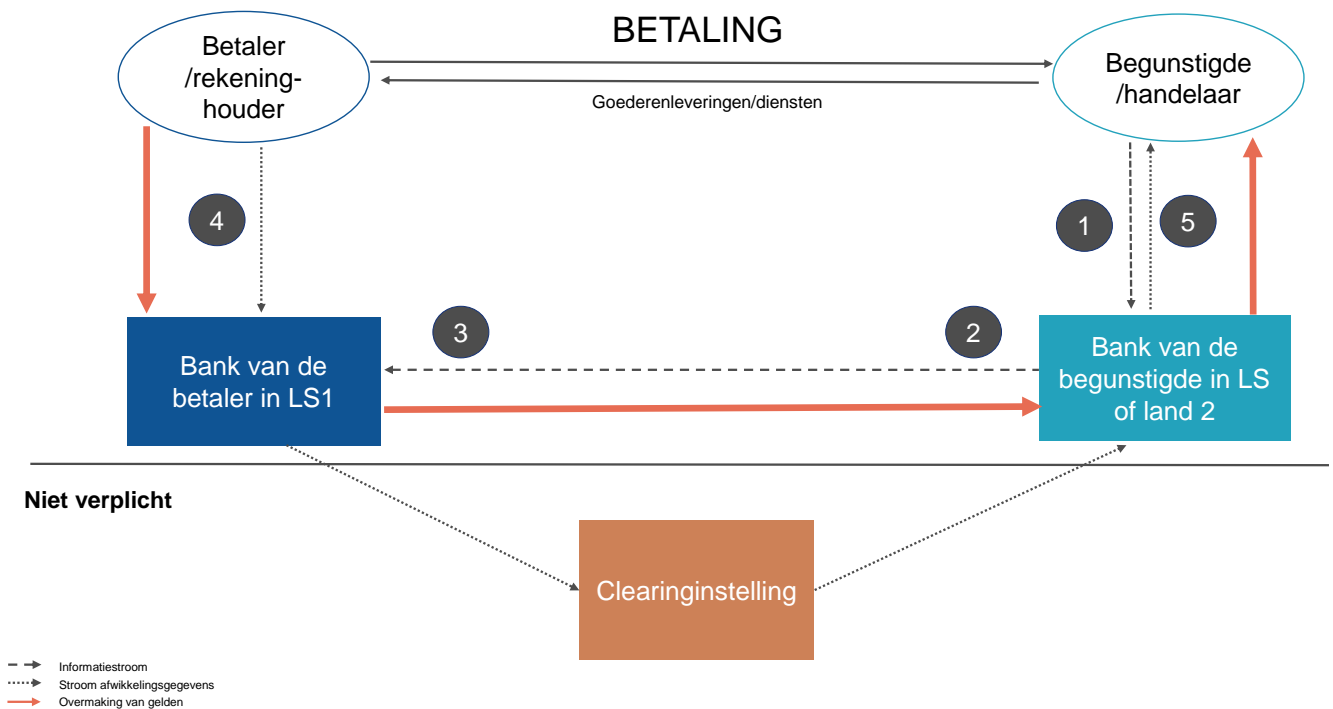 BETALING
Betaler
/rekening-
houder
Begunstigde
/handelaar
Goederenleveringen/diensten
4
1
5
3
2
Bank van de
betaler in LS1
Bank van de
begunstigde in LS
of land 2
Niet verplicht
Clearinginstelling
Informatiestroom
Stroom afwikkelingsgegevens
Overmaking van gelden